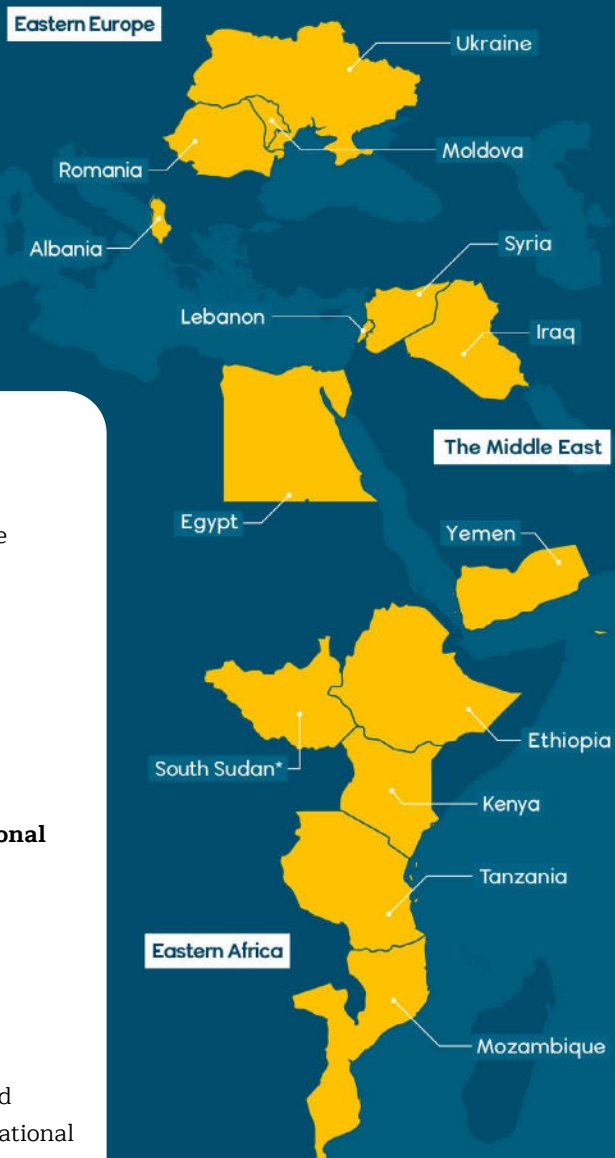 Eastern Europe
Ukraine
Moldova
Romania
Albania
Syria
Lebanon
Iraq
The Middle East
Egypt
Yemen
Ethiopia
South Sudan*
Kenya
Tanzania
Eastern Africa
Mozambique